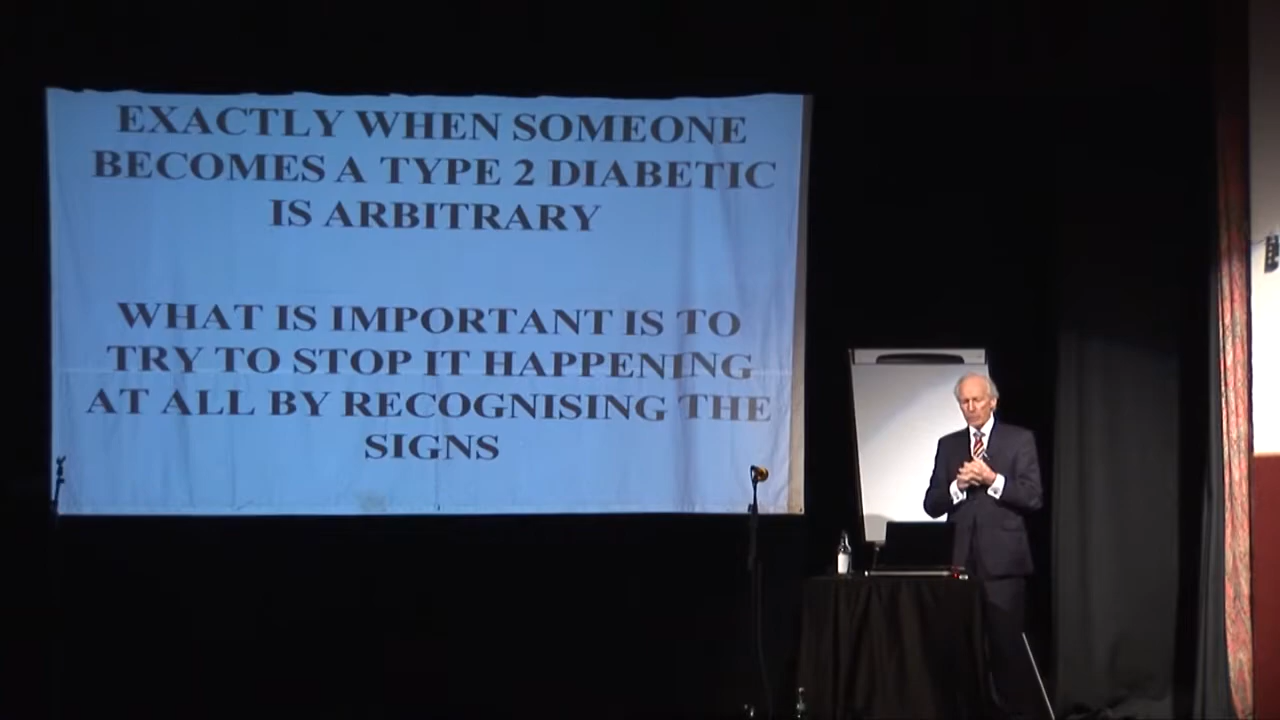 EXACTLY WHEN SOMEONE
BECOMES A TYPE 2 DIABETIC
IS ARBITRARY
WHAT IS IMPORTANT IS TO
TRY TO STOP IT HAPPENING
AT ALL BY RECOGNISING THE
SIGNS